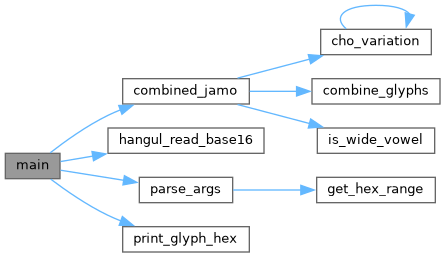 main
combined_jamo
hangul_read_base16
parse_args
print_glyph_hex
cho_variation
combine_glyphs
is_wide_vowel
get_hex_range